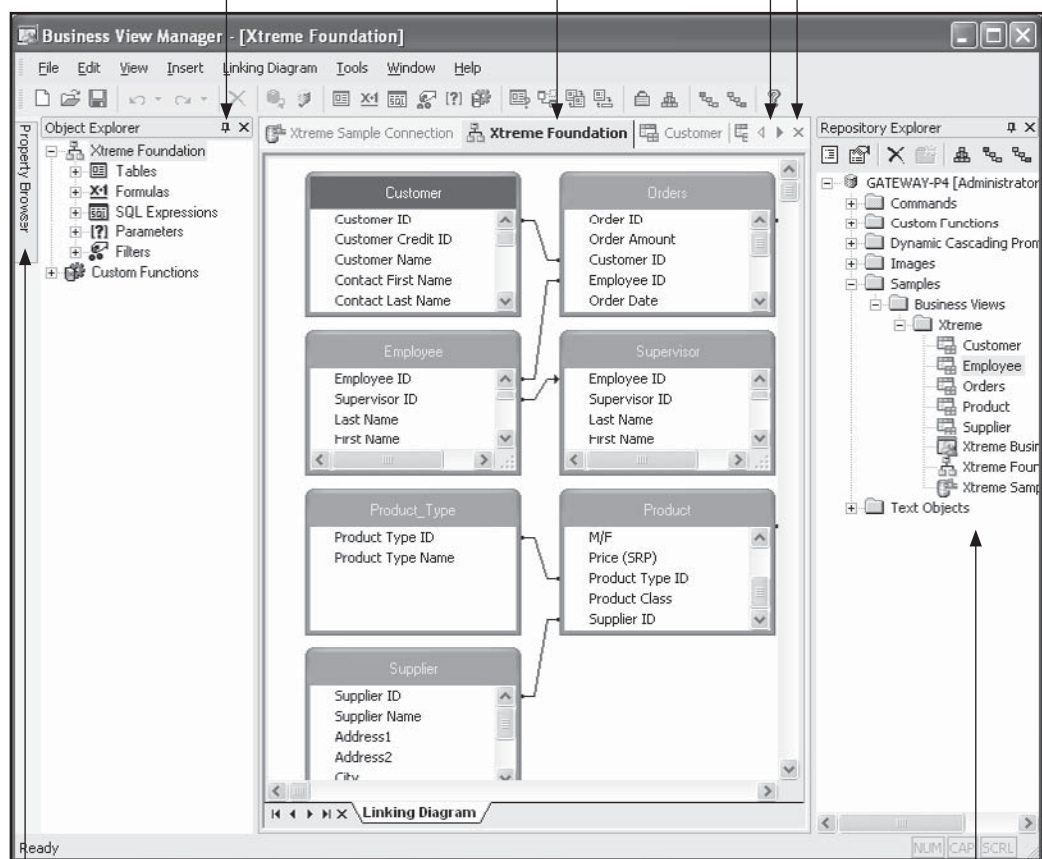 Business View Manager - [Xtreme Foundation]
File Edit View Insert Linking Diagram Tools Window Help
Property Browser
Object Explorer
Xtreme Foundation
Tables
Formulas
SQL Expressions
Parameters
Filters
Custom Functions
Xtreme Sample Connection Xtreme Foundation Customer
Customer
Customer ID
Customer Credit ID
Customer Name
Contact First Name
Contact Last Name
Orders
Order ID
Order Amount
Customer ID
Employee ID
Order Date
Employee
Employee ID
Supervisor ID
Last Name
First Name
Supervisor
Employee ID
Supervisor ID
Last Name
First Name
Product_Type
Product Type ID
Product Type Name
Product
M/F
Price (SRP)
Product Type ID
Product Class
Supplier ID
Supplier
Supplier ID
Supplier Name
Address1
Address2
City
Linking Diagram
Repository Explorer
GATEWAY-P4 [Administrator
Commands
Custom Functions
Dynamic Cascading Prom
Images
Samples
Business Views
Xtreme
Customer
Employee
Orders
Product
Supplier
Xtreme Busin
Xtreme Foun
Xtreme Samp
Text Objects
Ready
NUM CAP SCRL